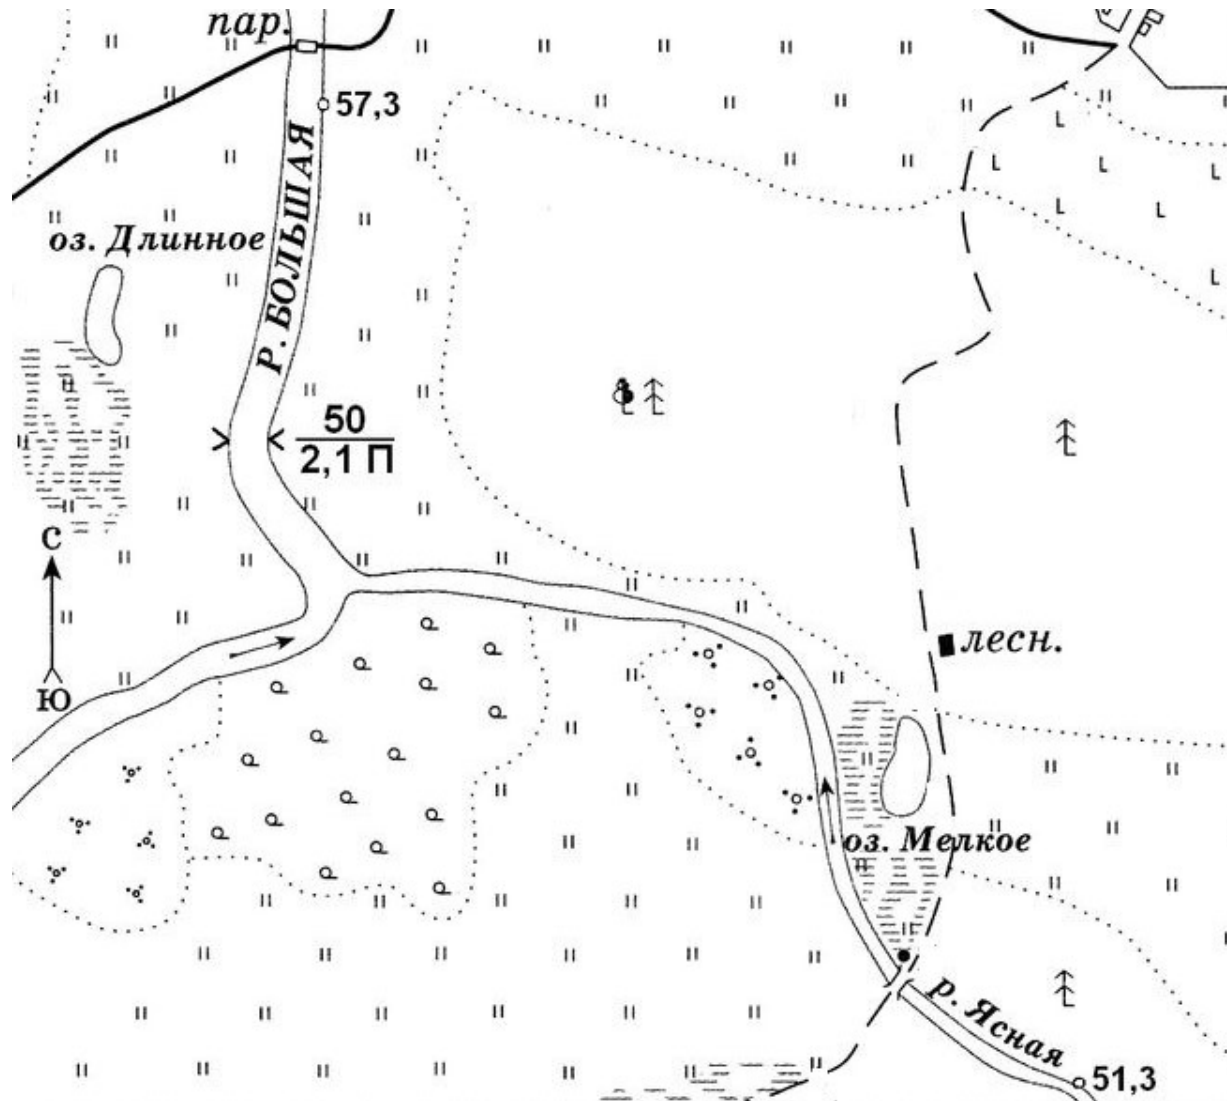 пар.
57,3
р. БОЛЬШАЯ
оз. Длинное
50
2,1 П
С
Ю
лесн.
оз. Мелкое
р. Ясная
51,3